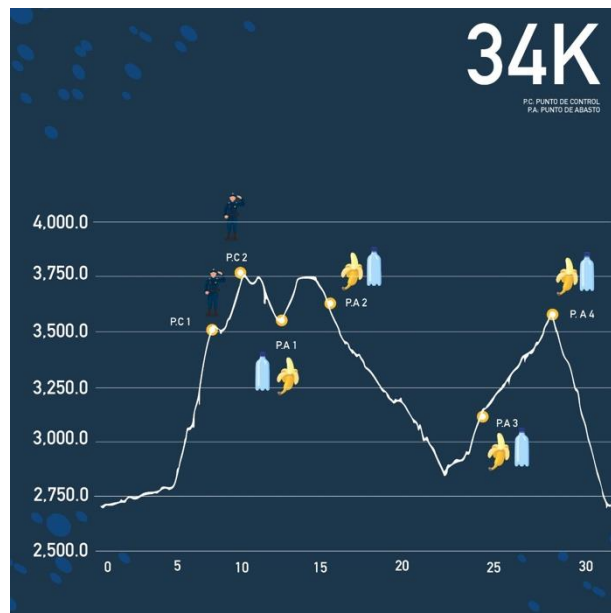 34K
P.C: PUNTO DE CONTROL
P.A: PUNTO DE ABASTO
4,000.0
P.C 2
3,750.0
P.A 2
P.C 1
3,500.0
P.A 1
P. A 4
3,250.0
P.A 3
3,000.0
2,750.0
2,500.0
0 5 10 15 20 25 30